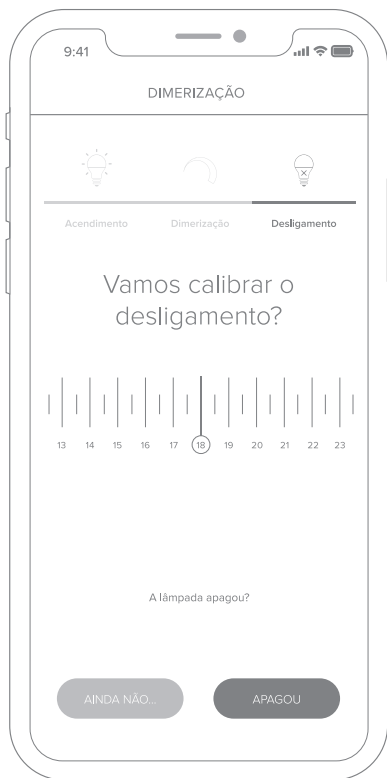 9:41
DIMERIZAÇÃO
Acendimento Dimerização Desligamento
Vamos calibrar o
desligamento?
13 14 15 16 17 18 19 20 21 22 23
A lâmpada apagou?
AINDA NÃO... APAGOU